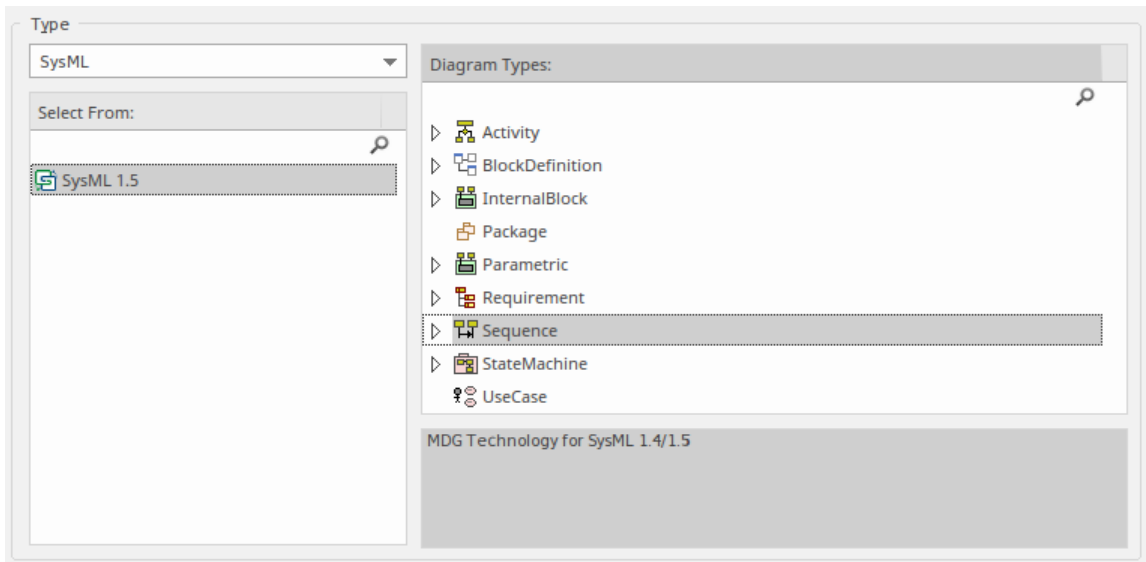 Type
SysML
Select From:
SysML 1.5
Diagram Types:
Activity
BlockDefinition
InternalBlock
Package
Parametric
Requirement
Sequence
StateMachine
UseCase
MDG Technology for SysML 1.4/1.5